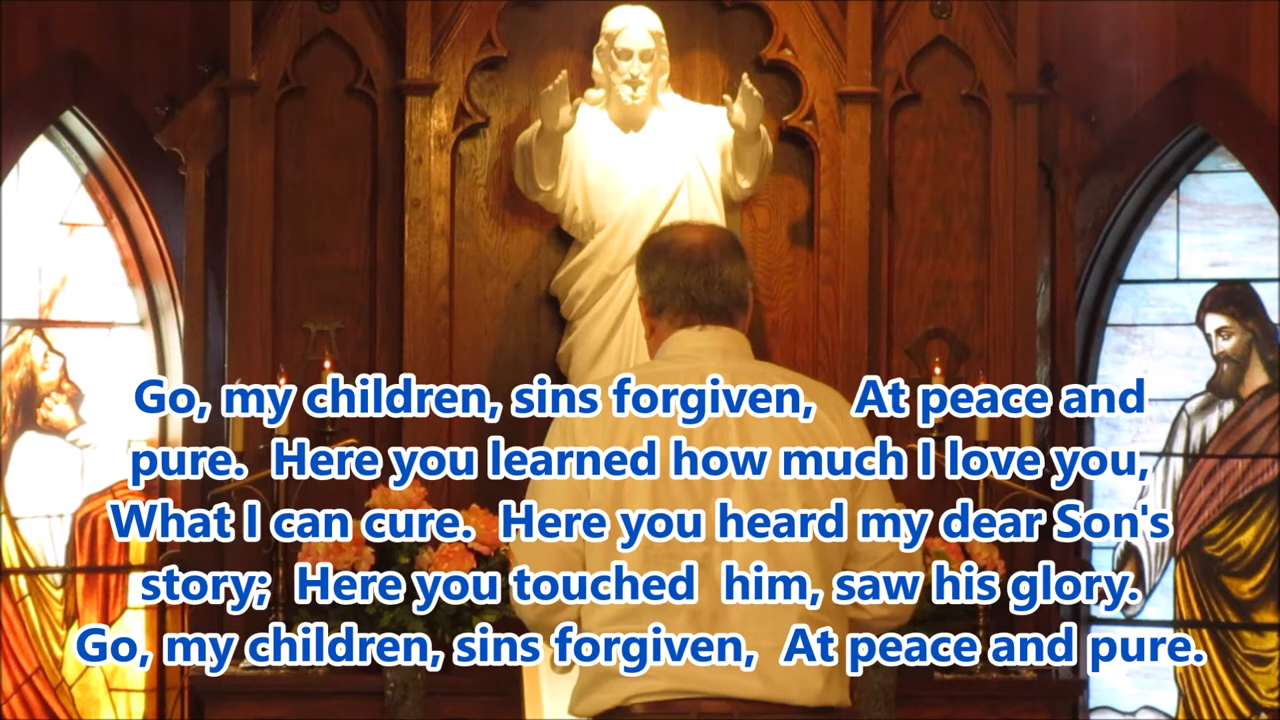 Go, my children, sins forgiven, At peace and
pure. Here you learned how much I love you,
What I can cure. Here you heard my dear Son's
story; Here you touched him, saw his glory.
Go, my children, sins forgiven, At peace and pure.